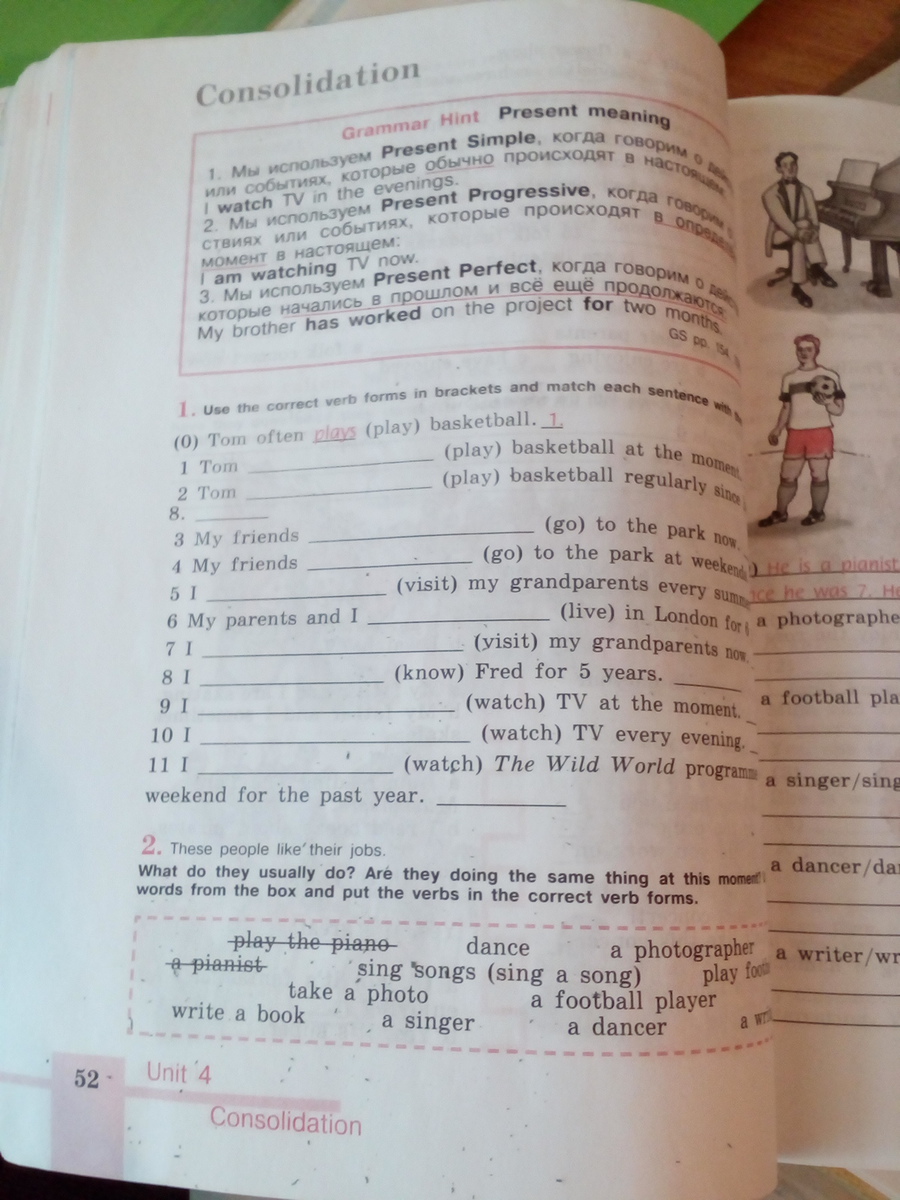 Consolidation
Grammar Hint Present meaning
1. Мы используем Present Simple, когда говорим о
или событиях, которые обычно происходят в настоящем
I watch TV in the evenings.
2. Мы используем Present Progressive, когда говорим
ствиях или событиях, которые происходят в
момент в настоящем:
I am watching TV now.
3. Мы используем Present Perfect, когда говорим о
которые начались в прошлом и всё ещё продолжаются:
My brother has worked on the project for two months.
GS pp. 154,
1. Use the correct verb forms in brackets and match each sentence with
(0) Tom often plays (play) basketball. 1.
1 Tom (play) basketball at the moment.
2 Tom (play) basketball regularly since
8.
3 My friends (go) to the park now.
4 My friends (go) to the park at weekends
5 I (visit) my grandparents every summ
6 My parents and I (live) in London for
7 I (visit) my grandparents now.
8 I (know) Fred for 5 years.
9 I (watch) TV at the moment.
10 I (watch) TV every evening.
11 I (watch) The Wild World programme
weekend for the past year.
2. These people like their jobs.
What do they usually do? Are they doing the same thing at this moment?
words from the box and put the verbs in the correct verb forms.
play the piano dance a photographer
a pianist sing songs (sing a song) play foot
take a photo a football player
write a book a singer a dancer a wri
52 Unit 4
Consolidation
) He is a pianist
nce he was 7. He
a photographe
a football pla
a singer/sing
a dancer/da
a writer/wr